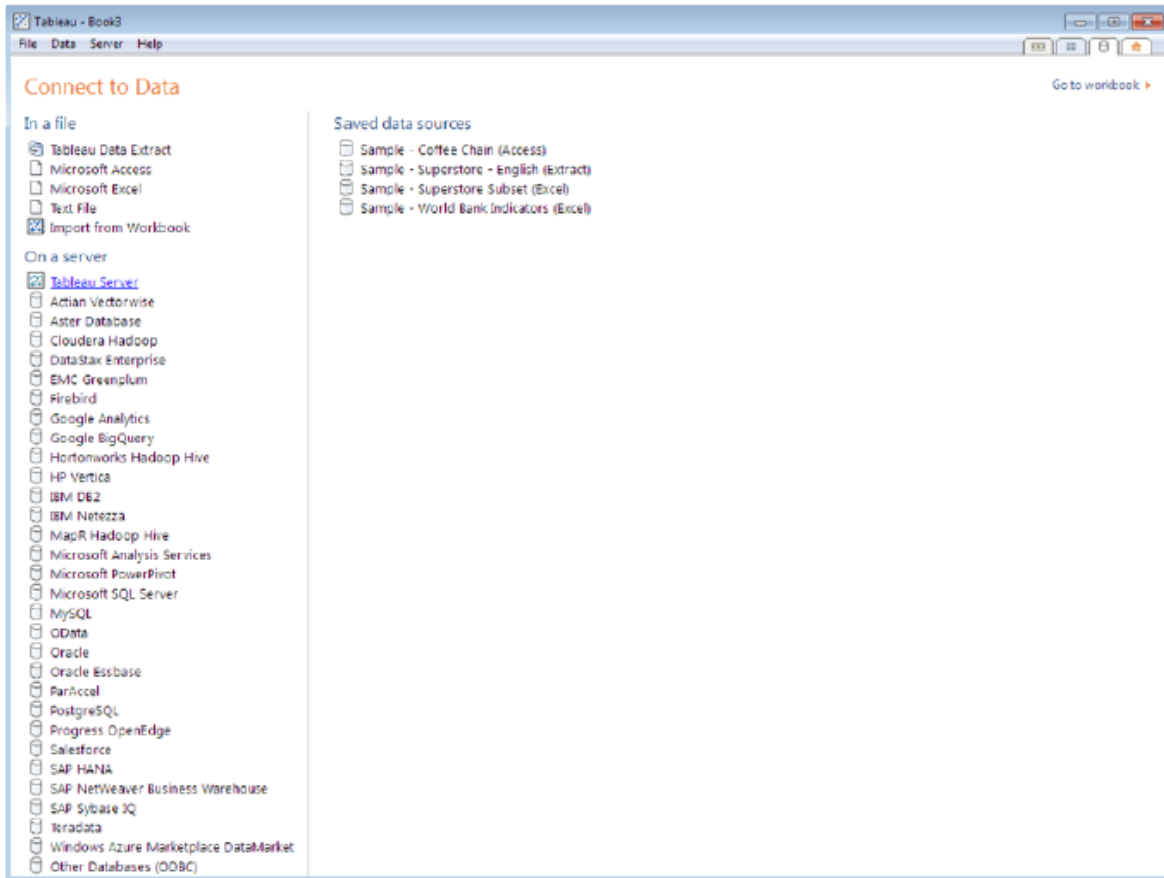 Tableau - Book3
File Data Server Help
Connect to Data
Go to workbook
In a file
Tableau Data Extract
Microsoft Access
Microsoft Excel
Text File
Import from Workbook
On a server
Tableau Server
Actian Vectorwise
Aster Database
Cloudera Hadoop
DataStax Enterprise
EMC Greenplum
Firebird
Google Analytics
Google BigQuery
Hortonworks Hadoop Hive
HP Vertica
IBM DB2
IBM Netezza
MapR Hadoop Hive
Microsoft Analysis Services
Microsoft PowerPivot
Microsoft SQL Server
MySQL
OData
Oracle
Oracle Essbase
ParAccel
PostgreSQL
Progress OpenEdge
Salesforce
SAP HANA
SAP NetWeaver Business Warehouse
SAP Sybase IQ
Teradata
Windows Azure Marketplace DataMarket
Other Databases (ODBC)
Saved data sources
Sample - Coffee Chain (Access)
Sample - Superstore - English (Extract)
Sample - Superstore Subset (Excel)
Sample - World Bank Indicators (Excel)